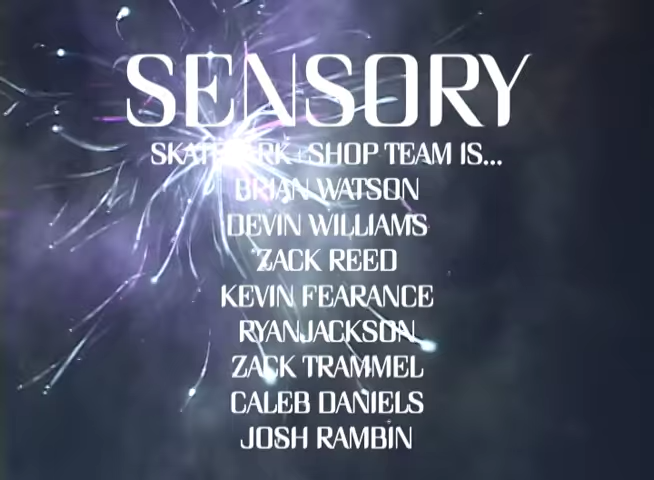 SENSORY
SKATEPARK SHOP TEAM IS...
BRIAN WATSON
DEVIN WILLIAMS
ZACK REED
KEVIN FEARANCE
RYANJACKSON
ZACK TRAMMEL
CALEB DANIELS
JOSH RAMBIN